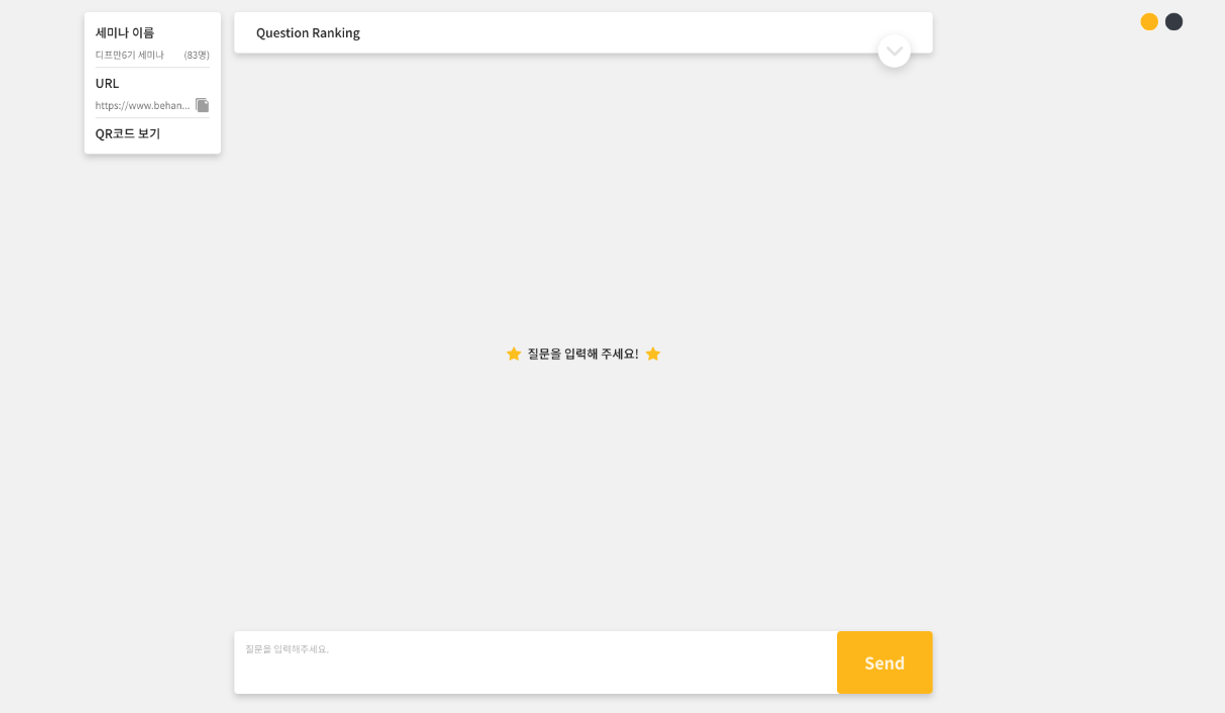 세미나 이름
디프만6기 세미나 (83명)
URL
https://www.behan...
QR코드 보기
Question Ranking
질문을 입력해 주세요!
질문을 입력해주세요.
Send